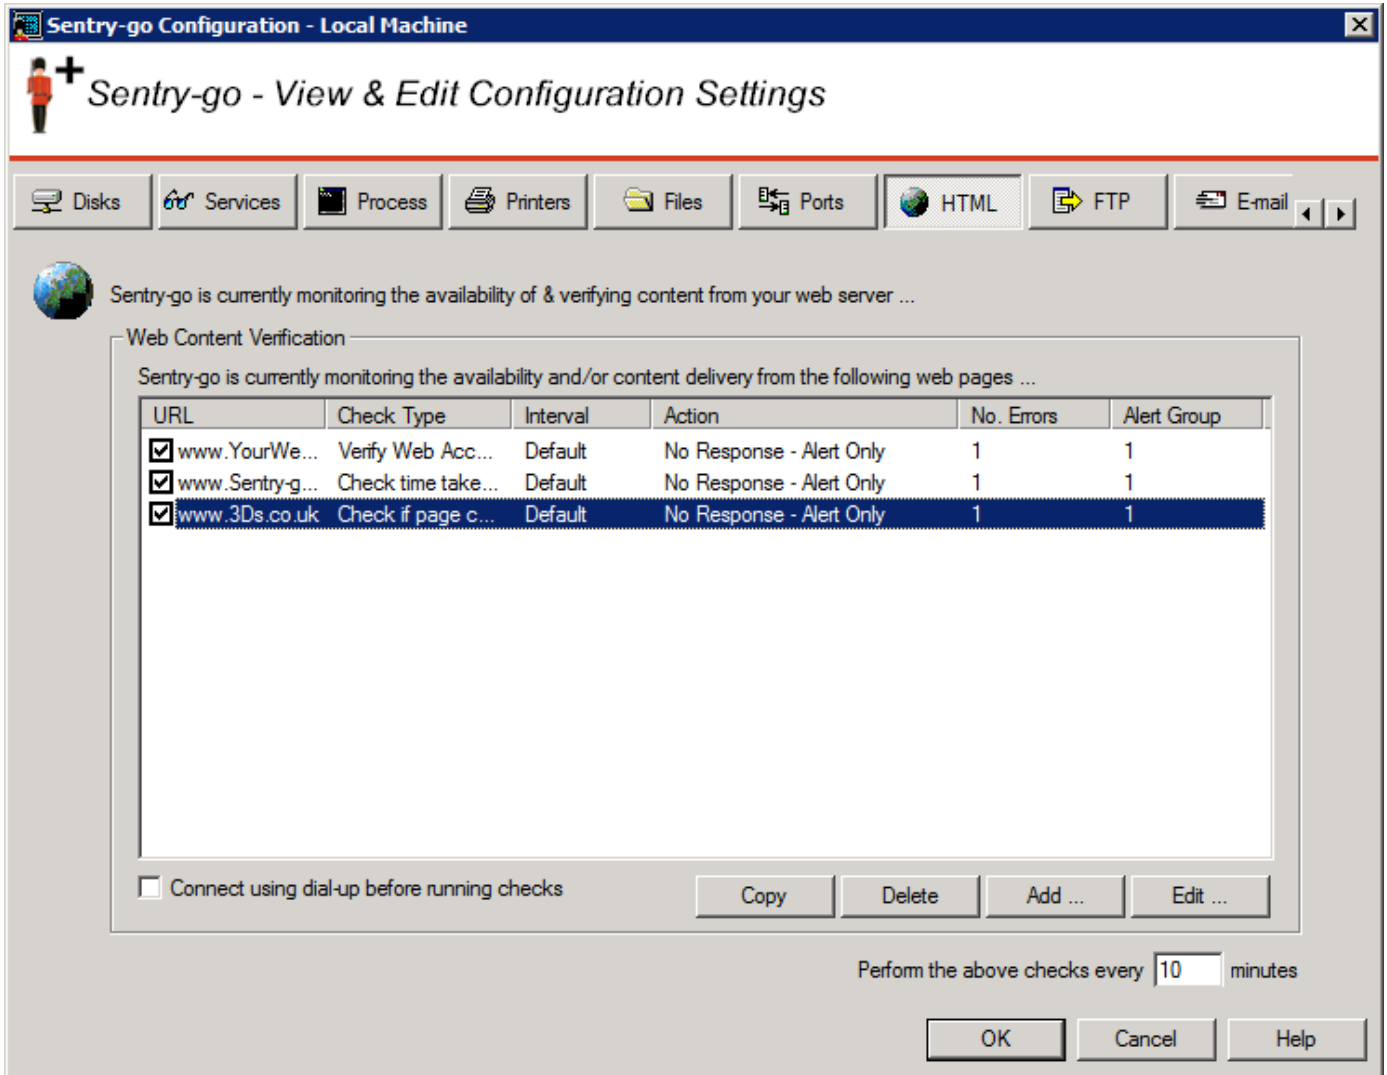 Sentry-go Configuration - Local Machine
+
Sentry-go - View & Edit Configuration Settings
Disks Services Process Printers Files Ports HTML FTP E-mail
Sentry-go is currently monitoring the availability of & verifying content from your web server ...
Web Content Verification
Sentry-go is currently monitoring the availability and/or content delivery from the following web pages ...
URL Check Type Interval Action No. Errors Alert Group
www.YourWe... Verify Web Acc... Default No Response - Alert Only 1 1
www.Sentry-g... Check time take... Default No Response - Alert Only 1 1
www.3Ds.co.uk Check if page c... Default No Response - Alert Only 1 1
Connect using dial-up before running checks Copy Delete Add ... Edit ...
Perform the above checks every 10 minutes
OK Cancel Help